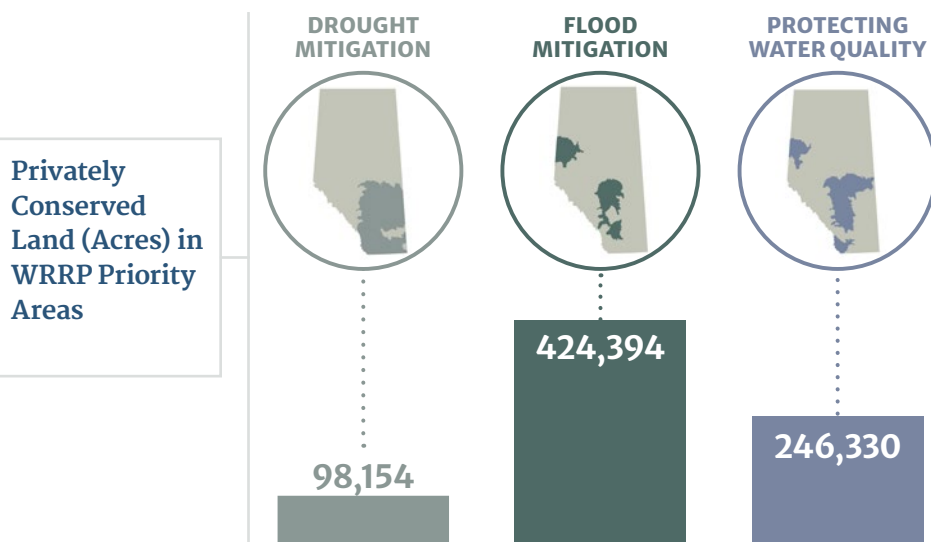 DROUGHT
MITIGATION
FLOOD
MITIGATION
PROTECTING
WATER QUALITY
Privately
Conserved
Land (Acres) in
WRRP Priority
Areas
98,154
424,394
246,330